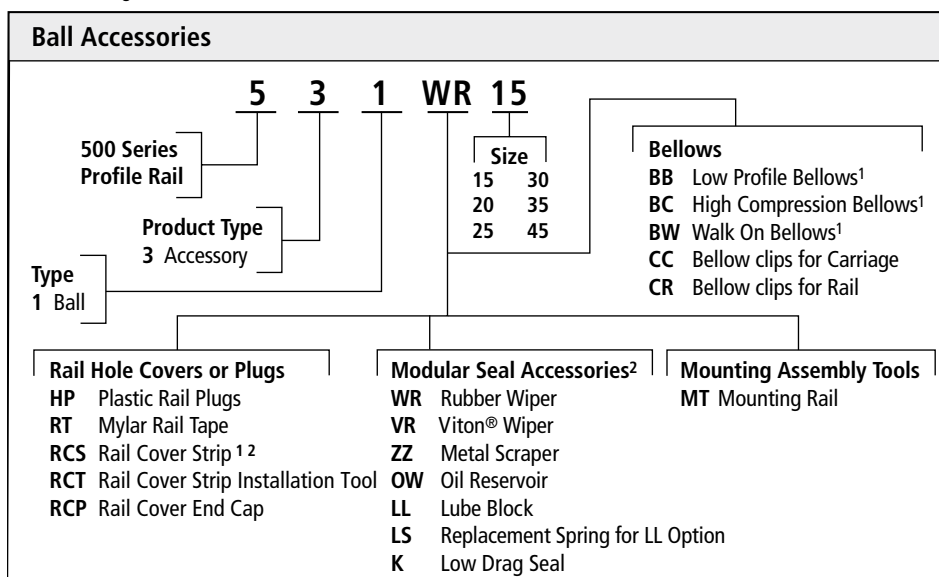 Ball Accessories
5 3 1 WR 15
500 Series
Profile Rail
Product Type
3 Accessory
Type
1 Ball
Size
15 30
20 35
25 45
Bellows
BB Low Profile Bellows1
BC High Compression Bellows1
BW Walk On Bellows1
CC Bellow clips for Carriage
CR Bellow clips for Rail
Rail Hole Covers or Plugs
HP Plastic Rail Plugs
RT Mylar Rail Tape
RCS Rail Cover Strip 1 2
RCT Rail Cover Strip Installation Tool
RCP Rail Cover End Cap
Modular Seal Accessories2
WR Rubber Wiper
VR Viton® Wiper
ZZ Metal Scraper
OW Oil Reservoir
LL Lube Block
LS Replacement Spring for LL Option
K Low Drag Seal
Mounting Assembly Tools
MT Mounting Rail